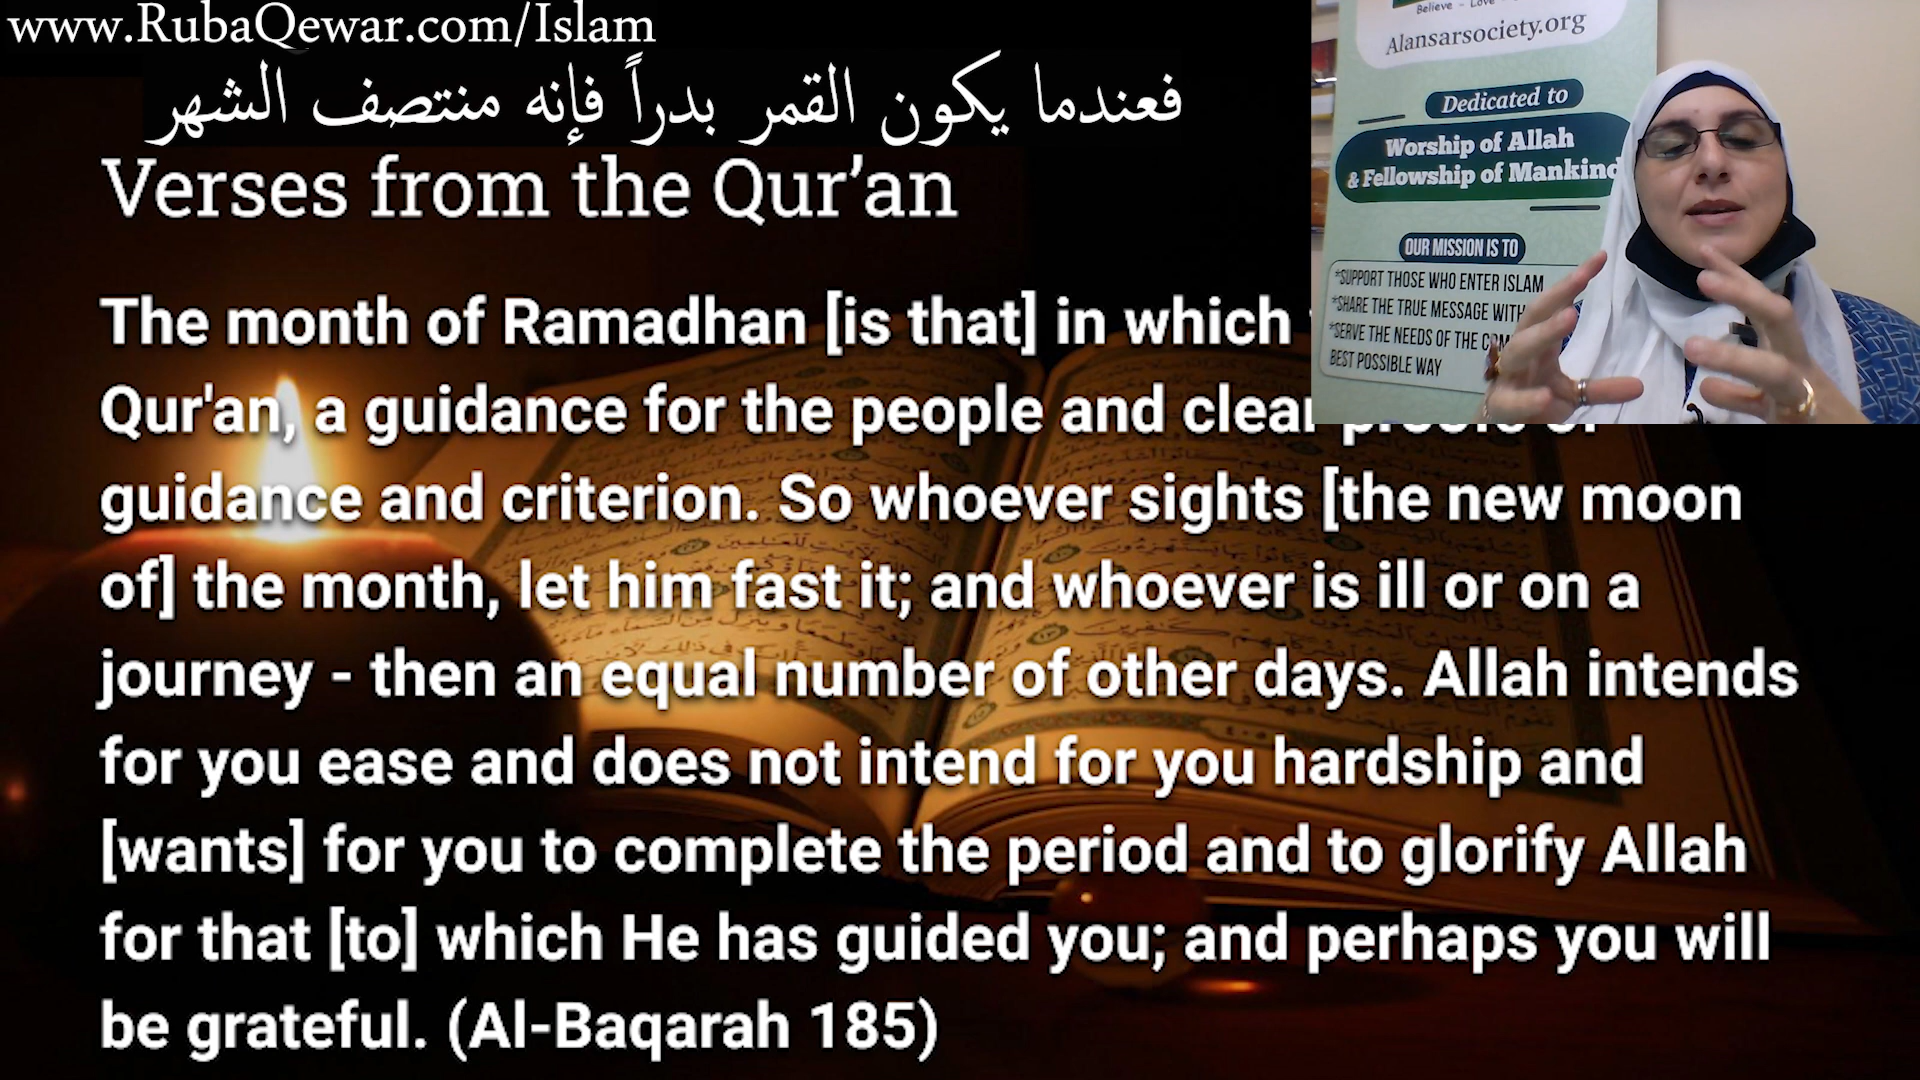 www.RubaQewar.com/Islam
فعندما يكون القمر بدراً فإنه منتصف الشهر
Verses from the Qur’an
The month of Ramadhan [is that] in which
Qur'an, a guidance for the people and clear proofs of
guidance and criterion. So whoever sights [the new moon
of] the month, let him fast it; and whoever is ill or on a
journey - then an equal number of other days. Allah intends
for you ease and does not intend for you hardship and
[wants] for you to complete the period and to glorify Allah
for that [to] which He has guided you; and perhaps you will
be grateful. (Al-Baqarah 185)
Believe - Love
Alansarsociety.org
Dedicated to
Worship of Allah
& Fellowship of Mankind
OUR MISSION IS TO
*SUPPORT THOSE WHO ENTER ISLAM
*SHARE THE TRUE MESSAGE WITH
*SERVE THE NEEDS OF THE
BEST POSSIBLE WAY